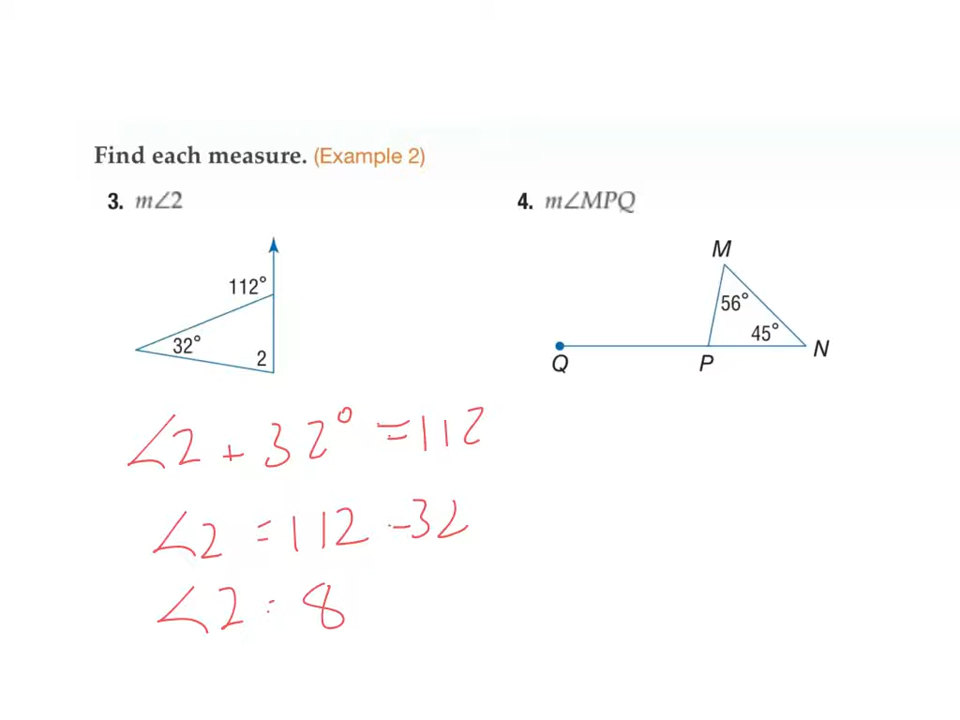 Find each measure. (Example 2)
3. m∠2
4. m∠MPQ
112°
32°
2
M
56°
45°
Q
P
N
∠2 + 32° = 112
∠2 = 112 - 32
∠2 = 8